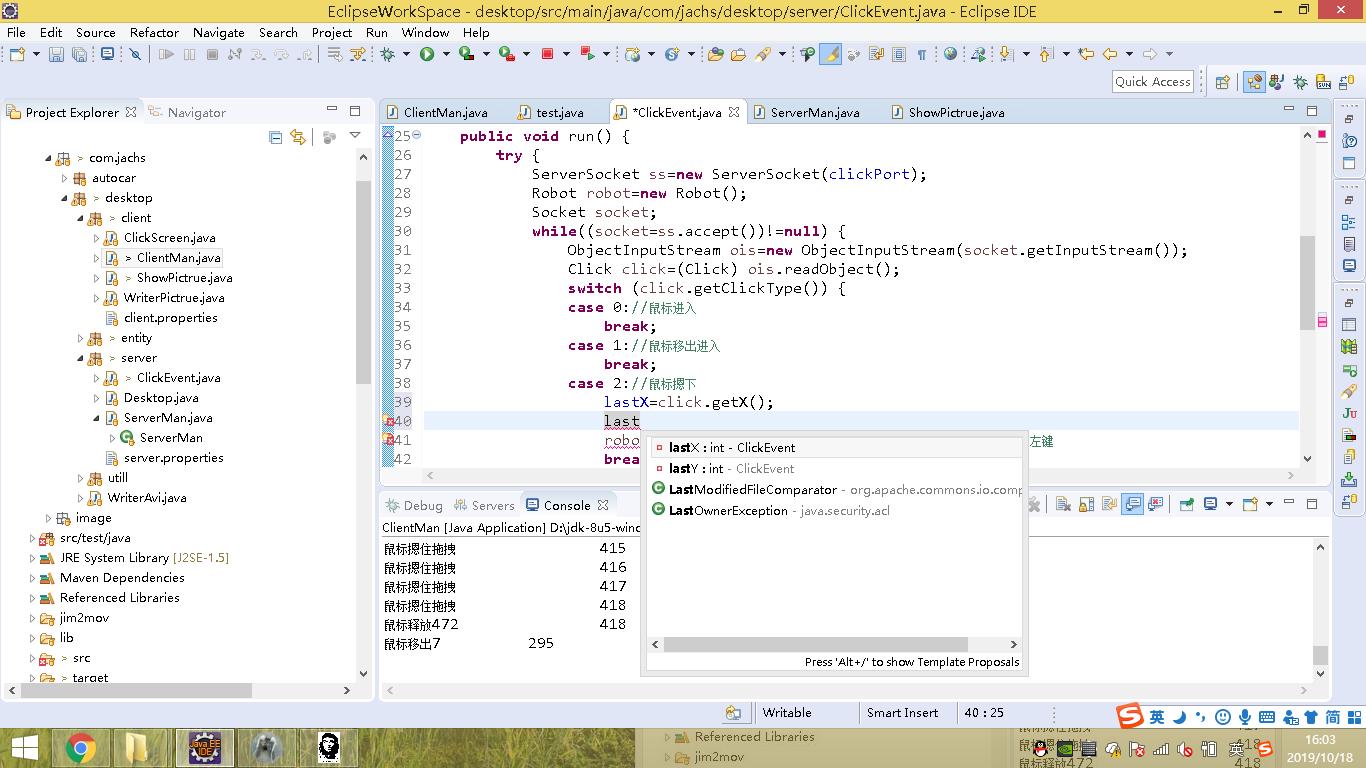 EclipseWorkSpace - desktop/src/main/java/com/jachs/desktop/server/ClickEvent.java - Eclipse IDE
File Edit Source Refactor Navigate Search Project Run Window Help
Quick Access
Project Explorer Navigator
com.jachs
autocar
> desktop
> client
ClickScreen.java
> ClientMan.java
> ShowPictrue.java
WriterPictrue.java
client.properties
> entity
> server
> ClickEvent.java
Desktop.java
ServerMan.java
ServerMan
server.properties
utill
WriterAvi.java
image
src/test/java
JRE System Library [J2SE-1.5]
Maven Dependencies
Referenced Libraries
jim2mov
lib
> src
> target
ClientMan.java test.java *ClickEvent.java ServerMan.java ShowPictrue.java
25 public void run() {
26 try {
27 ServerSocket ss=new ServerSocket(clickPort);
28 Robot robot=new Robot();
29 Socket socket;
30 while((socket=ss.accept())!=null) {
31 ObjectInputStream ois=new ObjectInputStream(socket.getInputStream());
32 Click click=(Click) ois.readObject();
33 switch (click.getClickType()) {
34 case 0://鼠标进入
35 break;
36 case 1://鼠标移出进入
37 break;
38 case 2://鼠标摁下
39 lastX=click.getX();
40 last
41 robo 左键
42 brea
lastX : int - ClickEvent
lastY : int - ClickEvent
LastModifiedFileComparator - org.apache.commons.io.comp
LastOwnerException - java.security.acl
Press 'Alt+/' to show Template Proposals
Debug Servers Console
ClientMan [Java Application] D:\jdk-8u5-wind
鼠标摁住拖拽 415
鼠标摁住拖拽 416
鼠标摁住拖拽 417
鼠标摁住拖拽 418
鼠标释放472 418
鼠标移出7 295
Writable Smart Insert 40 : 25
英 简
Java EE
IDE
Referenced Libraries
jim2mov
鼠标摁住拖拽
鼠标释放472 418
英
16:03
2019/10/18